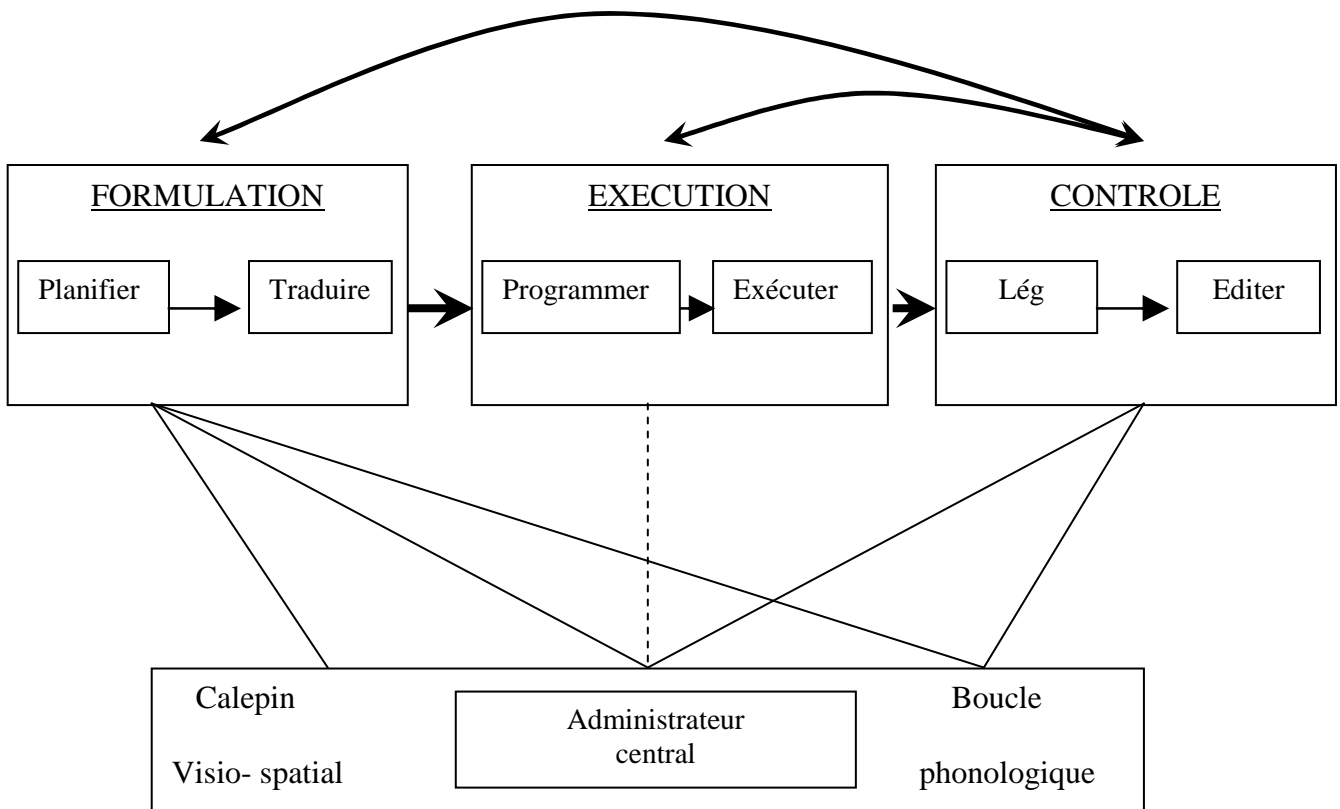 FORMULATION
Planifier
Traduire
EXECUTION
Programmer
Exécuter
CONTROLE
Lég
Editer
Calepin
Visio- spatial
Administrateur
central
Boucle
phonologique